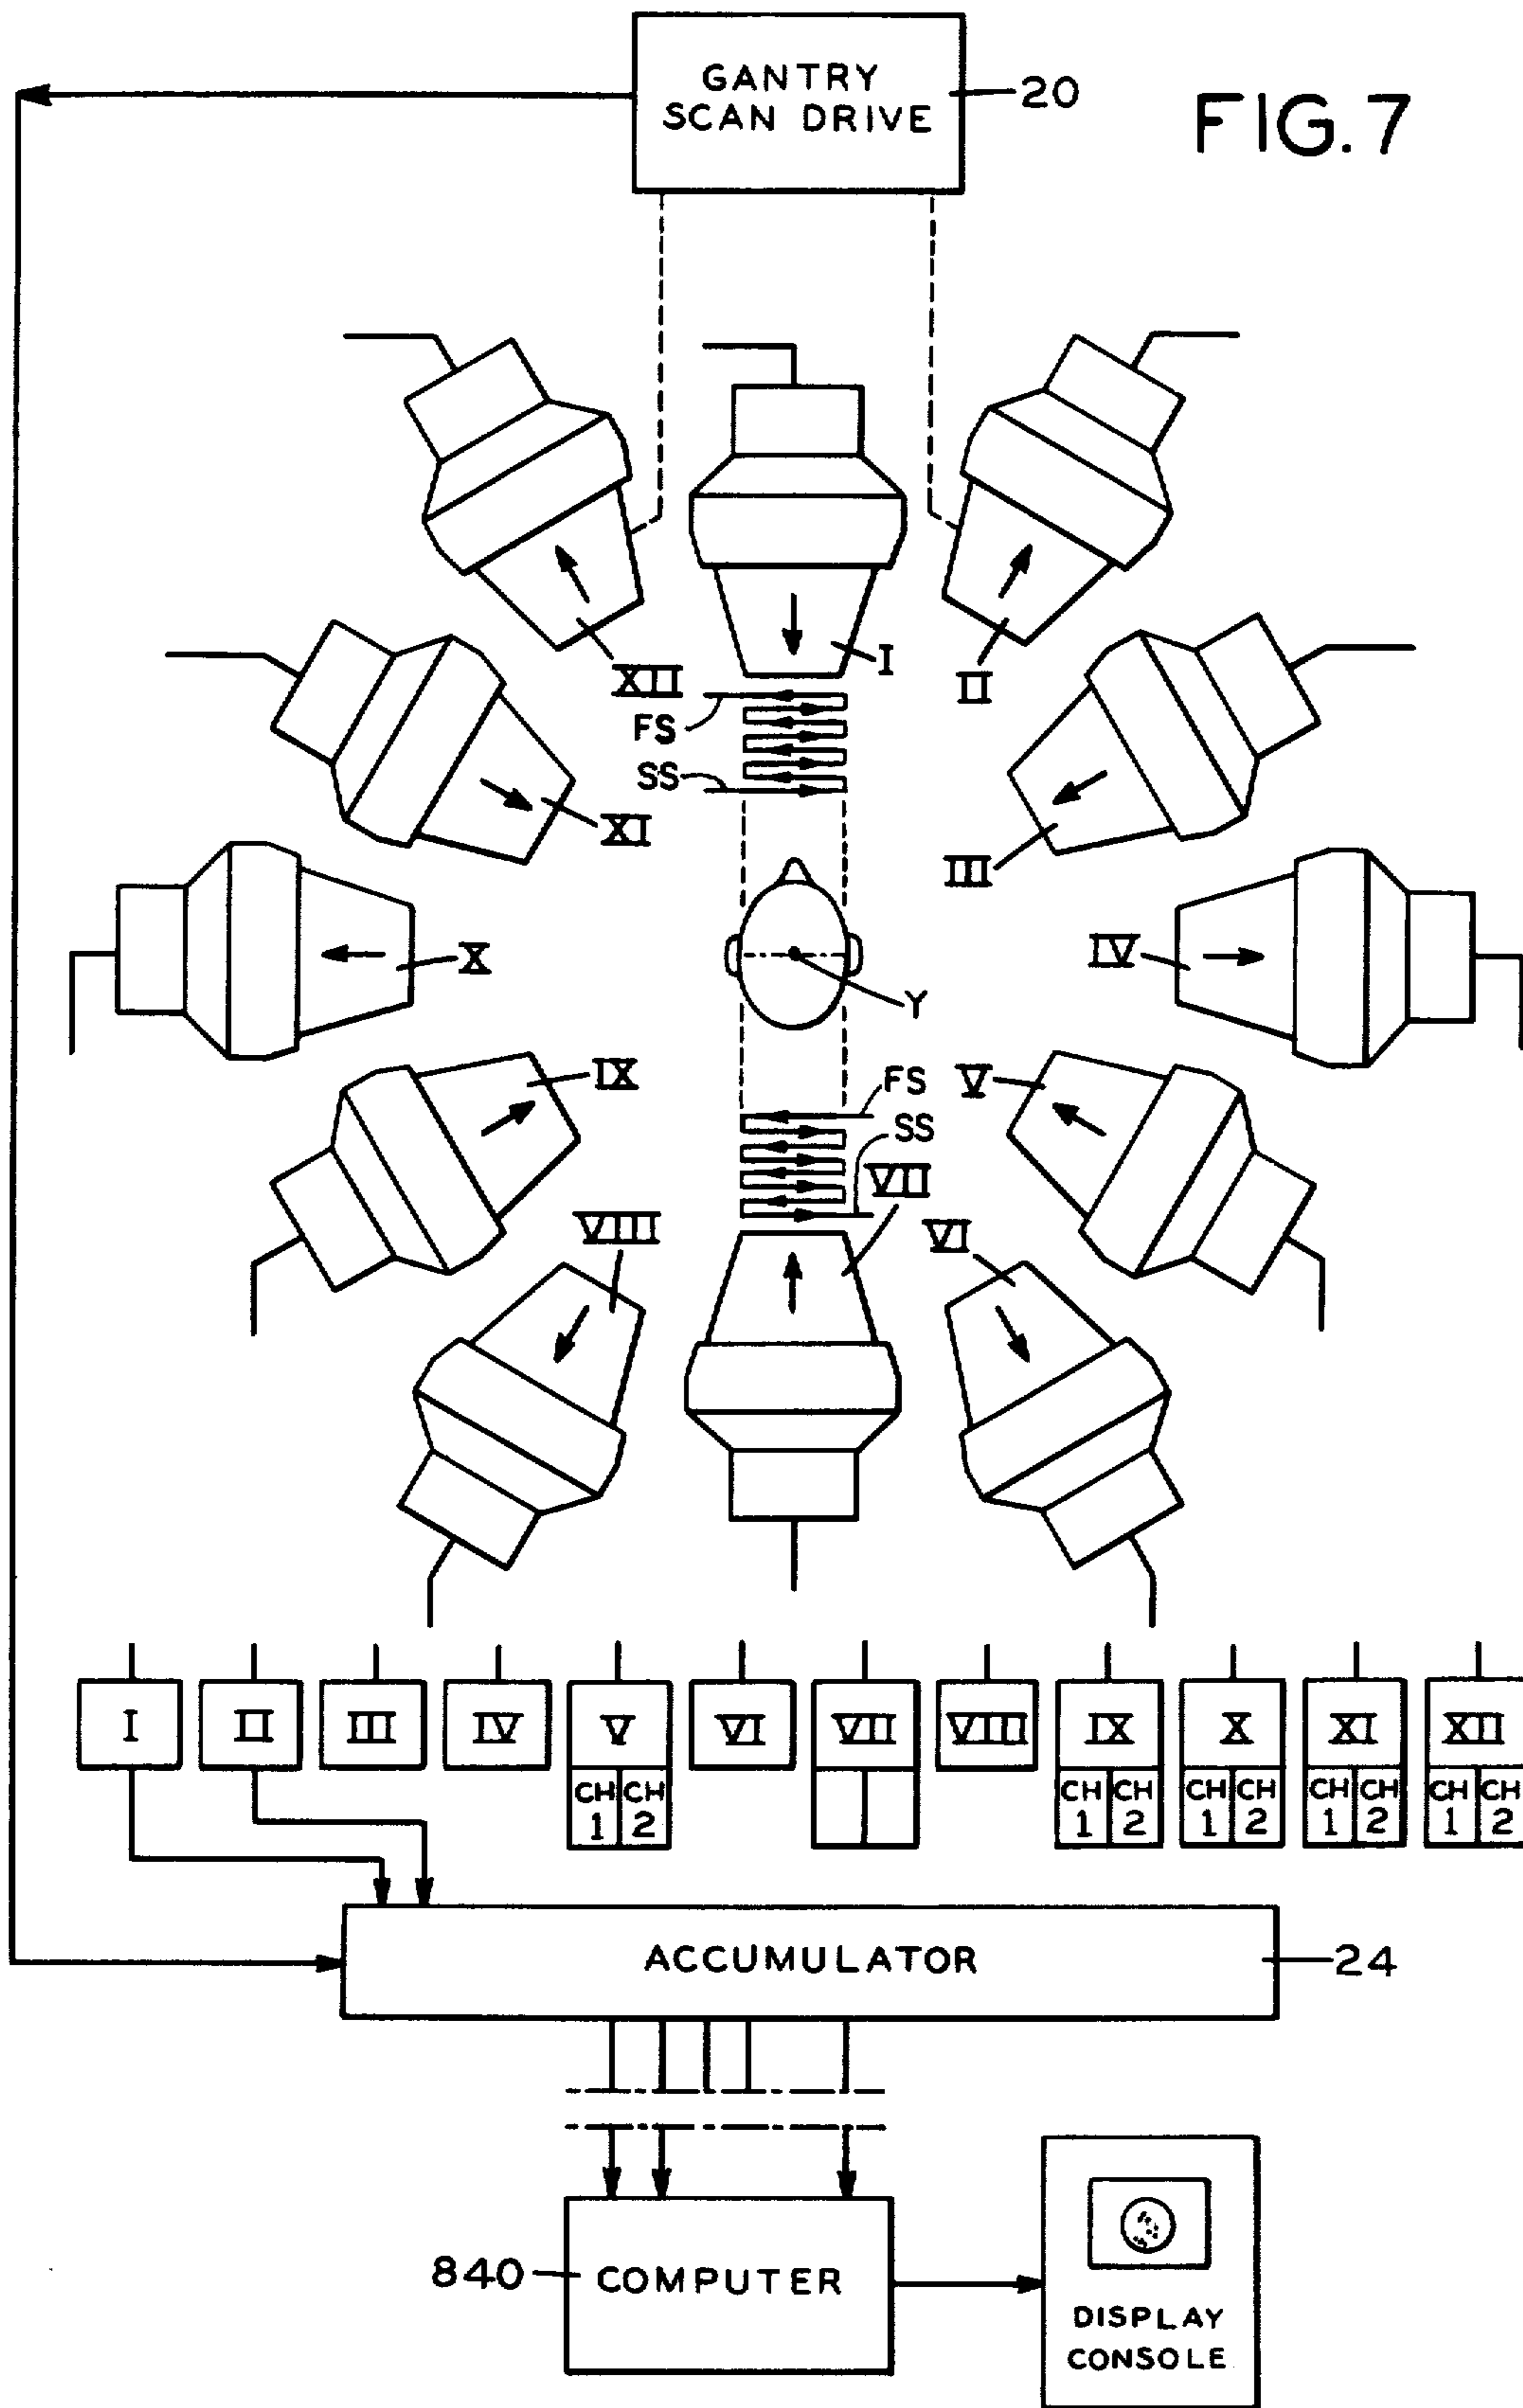 GANTRY
SCAN DRIVE
20
FIG. 7
XII
I
II
FS
SS
XI
III
X
IV
Y
IX
V
FS
SS
VII
VIII
VI
I II III IV V VI VII VIII IX X XI XII
CH 1 CH 2 CH 1 CH 2 CH 1 CH 2 CH 1 CH 2 CH 1 CH 2
ACCUMULATOR
24
840
COMPUTER
DISPLAY
CONSOLE